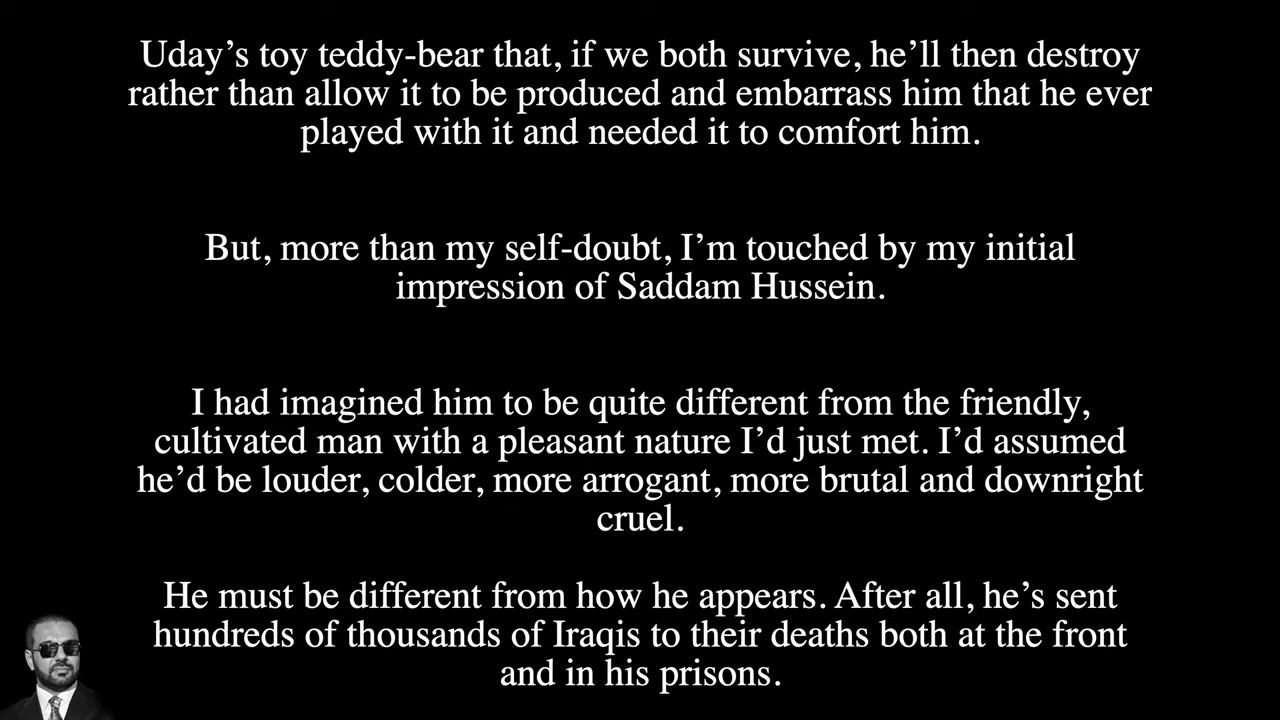 Uday’s toy teddy-bear that, if we both survive, he’ll then destroy
rather than allow it to be produced and embarrass him that he ever
played with it and needed it to comfort him.
But, more than my self-doubt, I’m touched by my initial
impression of Saddam Hussein.
I had imagined him to be quite different from the friendly,
cultivated man with a pleasant nature I’d just met. I’d assumed
he’d be louder, colder, more arrogant, more brutal and downright
cruel.
He must be different from how he appears. After all, he’s sent
hundreds of thousands of Iraqis to their deaths both at the front
and in his prisons.